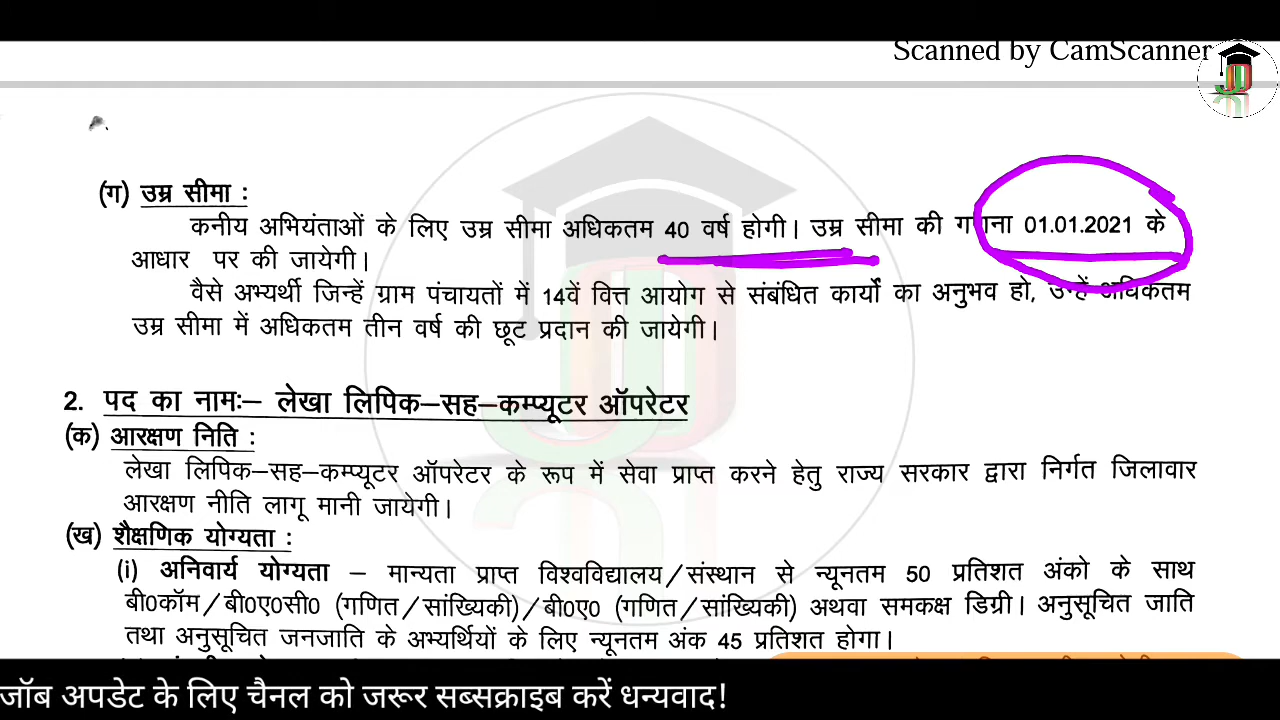 Scanned by CamScanner
(ग) उम्र सीमा :
कनीय अभियंताओं के लिए उम्र सीमा अधिकतम 40 वर्ष होगी। उम्र सीमा की गणना 01.01.2021 के
आधार पर की जायेगी।
वैसे अभ्यर्थी जिन्हें ग्राम पंचायतों में 14वें वित्त आयोग से संबंधित कार्यों का अनुभव हो, उन्हें अधिकतम
उम्र सीमा में अधिकतम तीन वर्ष की छूट प्रदान की जायेगी।
2. पद का नामः– लेखा लिपिक–सह–कम्प्यूटर ऑपरेटर
(क) आरक्षण निति :
लेखा लिपिक–सह–कम्प्यूटर ऑपरेटर के रूप में सेवा प्राप्त करने हेतु राज्य सरकार द्वारा निर्गत जिलावार
आरक्षण नीति लागू मानी जायेगी।
(ख) शैक्षणिक योग्यता :
(i) अनिवार्य योग्यता – मान्यता प्राप्त विश्वविद्यालय/संस्थान से न्यूनतम 50 प्रतिशत अंको के साथ
बी0कॉम/बी0ए0सी0 (गणित/सांख्यिकी)/बी0ए0 (गणित/सांख्यिकी) अथवा समकक्ष डिग्री। अनुसूचित जाति
तथा अनुसूचित जनजाति के अभ्यर्थियों के लिए न्यूनतम अंक 45 प्रतिशत होगा।
जॉब अपडेट के लिए चैनल को जरूर सब्सक्राइब करें धन्यवाद!